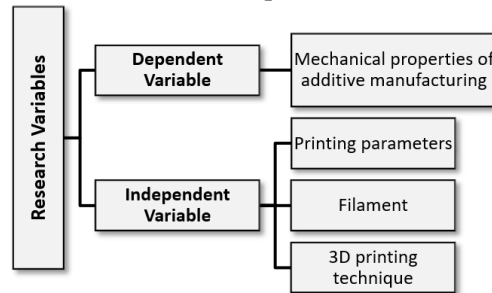 Research Variables
Dependent
Variable
Mechanical properties of
additive manufacturing
Independent
Variable
Printing parameters
Filament
3D printing
technique